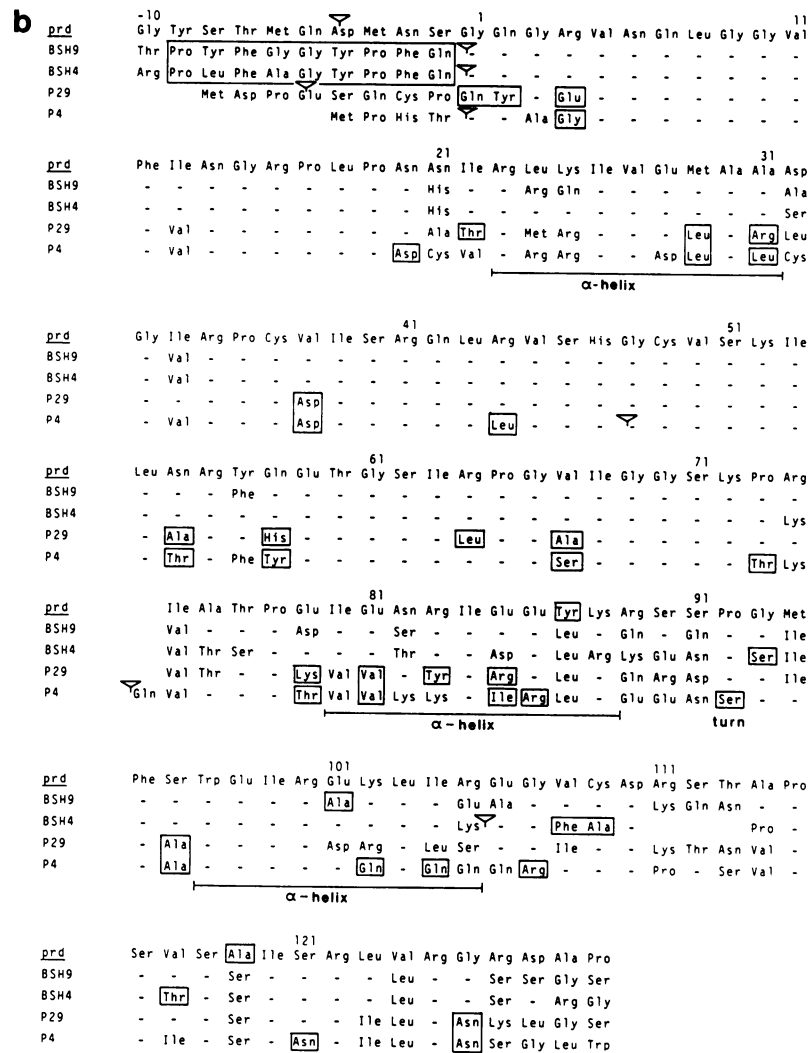 b
-10 1 11
prd Gly Tyr Ser Thr Met Gln Asp Met Asn Ser Gly Gln Gly Arg Val Asn Gln Leu Gly Gly Val
BSH9 Thr Pro Tyr Phe Gly Gly Tyr Pro Phe Gln - - - - - - - - - - -
BSH4 Arg Pro Leu Phe Ala Gly Tyr Pro Phe Gln - - - - - - - - - - -
P29 Met Asp Pro Glu Ser Gln Cys Pro Gln Tyr - Glu - - - - - - -
P4 Met Pro His Thr - - Ala Gly - - - - - - -
21 31
prd Phe Ile Asn Gly Arg Pro Leu Pro Asn Asn Ile Arg Leu Lys Ile Val Glu Met Ala Ala Asp
BSH9 - - - - - - - - - His - - Arg Gln - - - - - - Ala
BSH4 - - - - - - - - - His - - - - - - - - - - Ser
P29 - Val - - - - - - - Ala Thr - Met Arg - - - Leu - Arg Leu
P4 - Val - - - - - - Asp Cys Val - Arg Arg - - Asp Leu - Leu Cys
α-helix
41 51
prd Gly Ile Arg Pro Cys Val Ile Ser Arg Gln Leu Arg Val Ser His Gly Cys Val Ser Lys Ile
BSH9 - Val - - - - - - - - - - - - - - - - - - -
BSH4 - Val - - - - - - - - - - - - - - - - - - -
P29 - - - - - Asp - - - - - - - - - - - - - - -
P4 - Val - - - Asp - - - - - Leu - - - - - - - - -
61 71
prd Leu Asn Arg Tyr Gln Glu Thr Gly Ser Ile Arg Pro Gly Val Ile Gly Gly Ser Lys Pro Arg
BSH9 - - - Phe - - - - - - - - - - - - - - - - -
BSH4 - - - - - - - - - - - - - - - - - - - - Lys
P29 - Ala - - His - - - - - Leu - - Ala - - - - - - -
P4 - Thr - Phe Tyr - - - - - - - - Ser - - - - - Thr Lys
81 91
prd Ile Ala Thr Pro Glu Ile Glu Asn Arg Ile Glu Glu Tyr Lys Arg Ser Ser Pro Gly Met
BSH9 Val - - - Asp - - Ser - - - - Leu - Gln - Gln - - Ile
BSH4 Val Thr Ser - - - - Thr - - Asp - Leu Arg Lys Glu Asn - Ser Ile
P29 Val Thr - - Lys Val Val - Tyr - Arg - Leu - Gln Arg Asp - - Ile
P4 Gln Val - - - Thr Val Val Lys Lys - Ile Arg Leu - Glu Glu Asn Ser - -
α-helix turn
101 111
prd Phe Ser Trp Glu Ile Arg Glu Lys Leu Ile Arg Glu Gly Val Cys Asp Arg Ser Thr Ala Pro
BSH9 - - - - - - Ala - - - Glu Ala - - - - Lys Gln Asn - -
BSH4 - - - - - - - - - - Lys - - Phe Ala - Pro -
P29 - Ala - - - - Asp Arg - Leu Ser - - Ile - - Lys Thr Asn Val -
P4 - Ala - - - - - Gln - Gln Gln Gln Arg - - - Pro - Ser Val -
α-helix
121
prd Ser Val Ser Ala Ile Ser Arg Leu Val Arg Gly Arg Asp Ala Pro
BSH9 - - - Ser - - - - Leu - - Ser Ser Gly Ser
BSH4 - Thr - Ser - - - - Leu - - Ser - Arg Gly
P29 - - - Ser - - - Ile Leu - Asn Lys Leu Gly Ser
P4 - Ile - Ser - Asn - Ile Leu - Asn Ser Gly Leu Trp